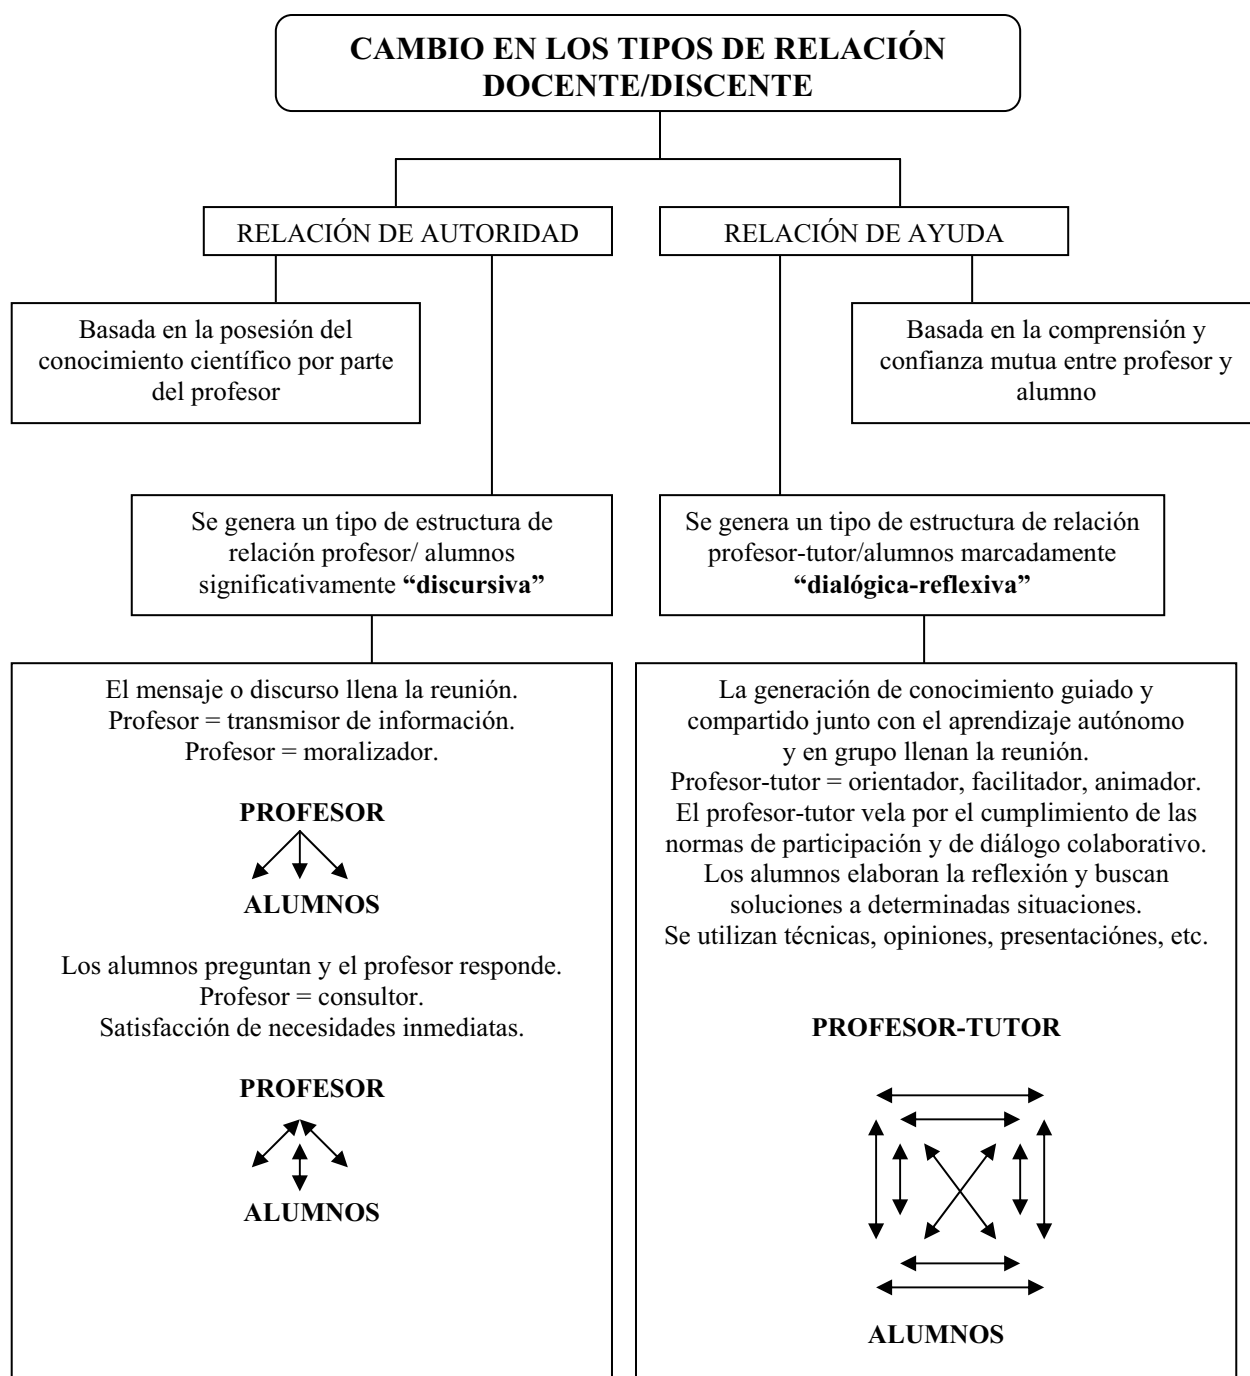 CAMBIO EN LOS TIPOS DE RELACIÓN
DOCENTE/DISCENTE
RELACIÓN DE AUTORIDAD
RELACIÓN DE AYUDA
Basada en la posesión del
conocimiento científico por parte
del profesor
Basada en la comprensión y
confianza mutua entre profesor y
alumno
Se genera un tipo de estructura de
relación profesor/ alumnos
significativamente “discursiva”
Se genera un tipo de estructura de relación
profesor-tutor/alumnos marcadamente
“dialógica-reflexiva”
El mensaje o discurso llena la reunión.
Profesor = transmisor de información.
Profesor = moralizador.
PROFESOR
ALUMNOS
Los alumnos preguntan y el profesor responde.
Profesor = consultor.
Satisfacción de necesidades inmediatas.
PROFESOR
ALUMNOS
La generación de conocimiento guiado y
compartido junto con el aprendizaje autónomo
y en grupo llenan la reunión.
Profesor-tutor = orientador, facilitador, animador.
El profesor-tutor vela por el cumplimiento de las
normas de participación y de diálogo colaborativo.
Los alumnos elaboran la reflexión y buscan
soluciones a determinadas situaciones.
Se utilizan técnicas, opiniones, presentaciónes, etc.
PROFESOR-TUTOR
ALUMNOS